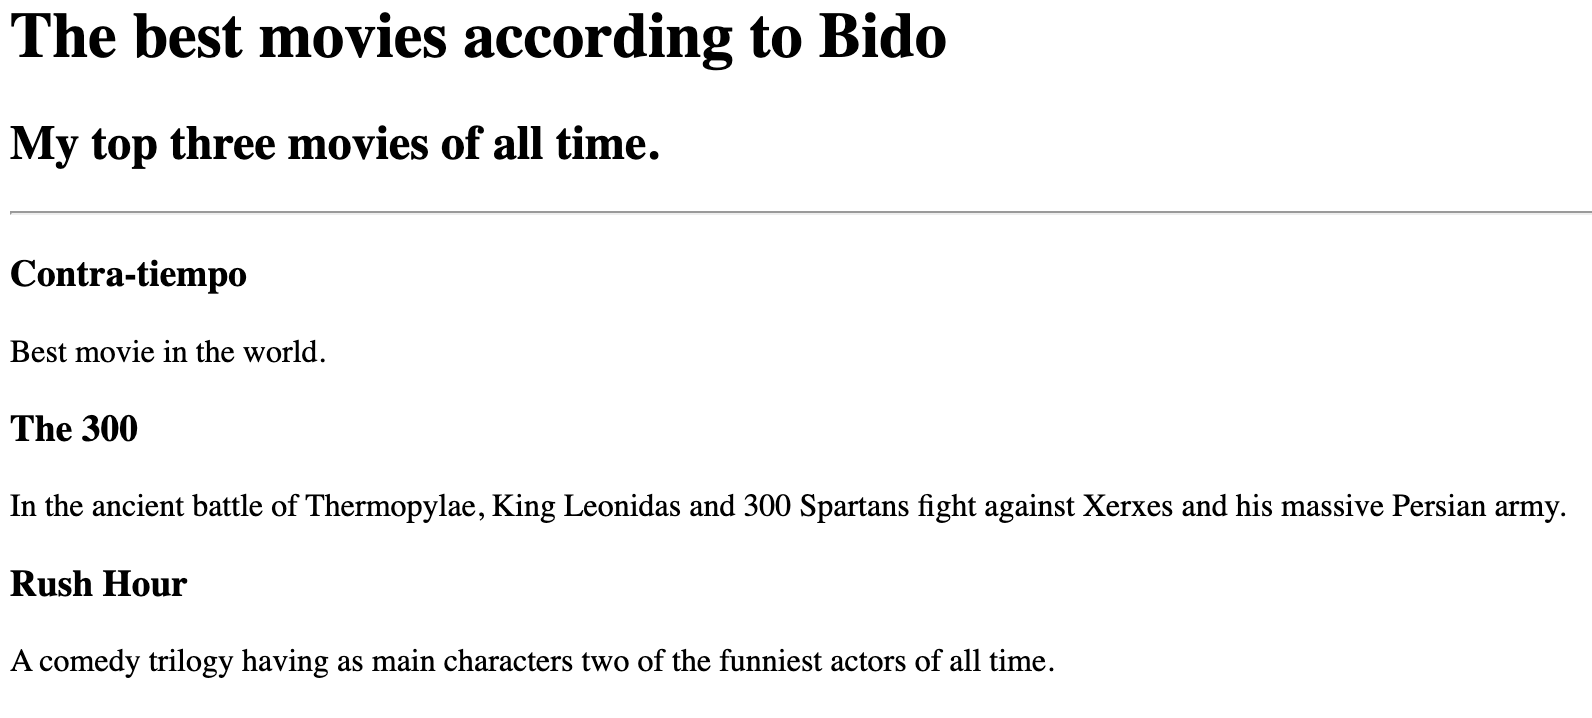 The best movies according to Bido
My top three movies of all time.
Contra-tiempo
Best movie in the world.
The 300
In the ancient battle of Thermopylae, King Leonidas and 300 Spartans fight against Xerxes and his massive Persian army.
Rush Hour
A comedy trilogy having as main characters two of the funniest actors of all time.